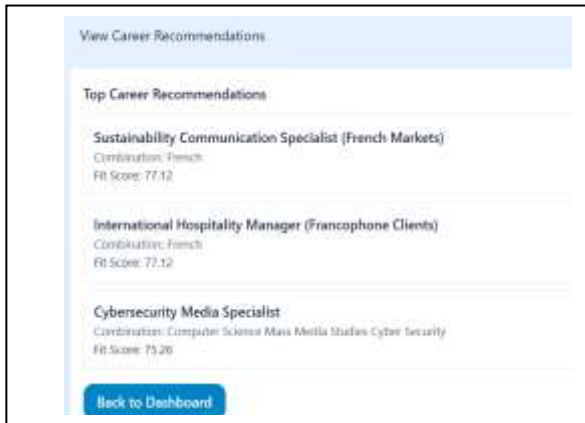 View Career Recommendations
Top Career Recommendations
Sustainability Communication Specialist (French Markets)
Combination: French
Fit Score: 77.12
International Hospitality Manager (Francophone Clients)
Combination: French
Fit Score: 77.12
Cybersecurity Media Specialist
Combination: Computer Science Mass Media Studies Cyber Security
Fit Score: 75.26
Back to Dashboard